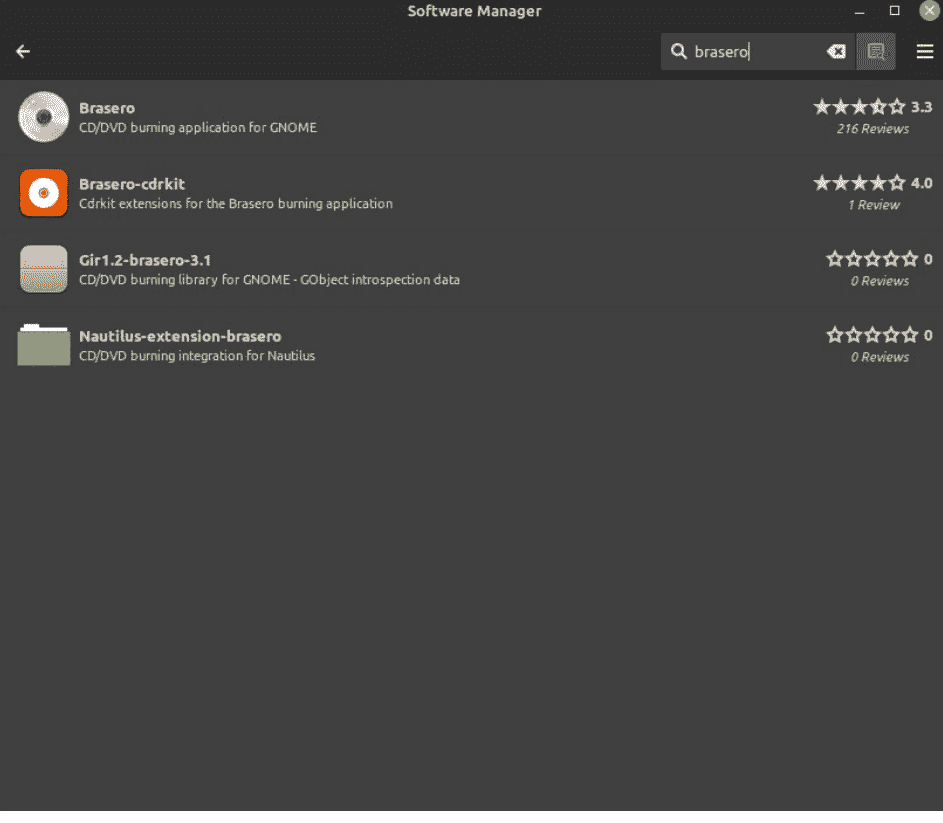 Software Manager
brasero
Brasero
CD/DVD burning application for GNOME
3.3
216 Reviews
Brasero-cdrkit
Cdrkit extensions for the Brasero burning application
4.0
1 Review
Gir1.2-brasero-3.1
CD/DVD burning library for GNOME - GObject introspection data
0
0 Reviews
Nautilus-extension-brasero
CD/DVD burning integration for Nautilus
0
0 Reviews